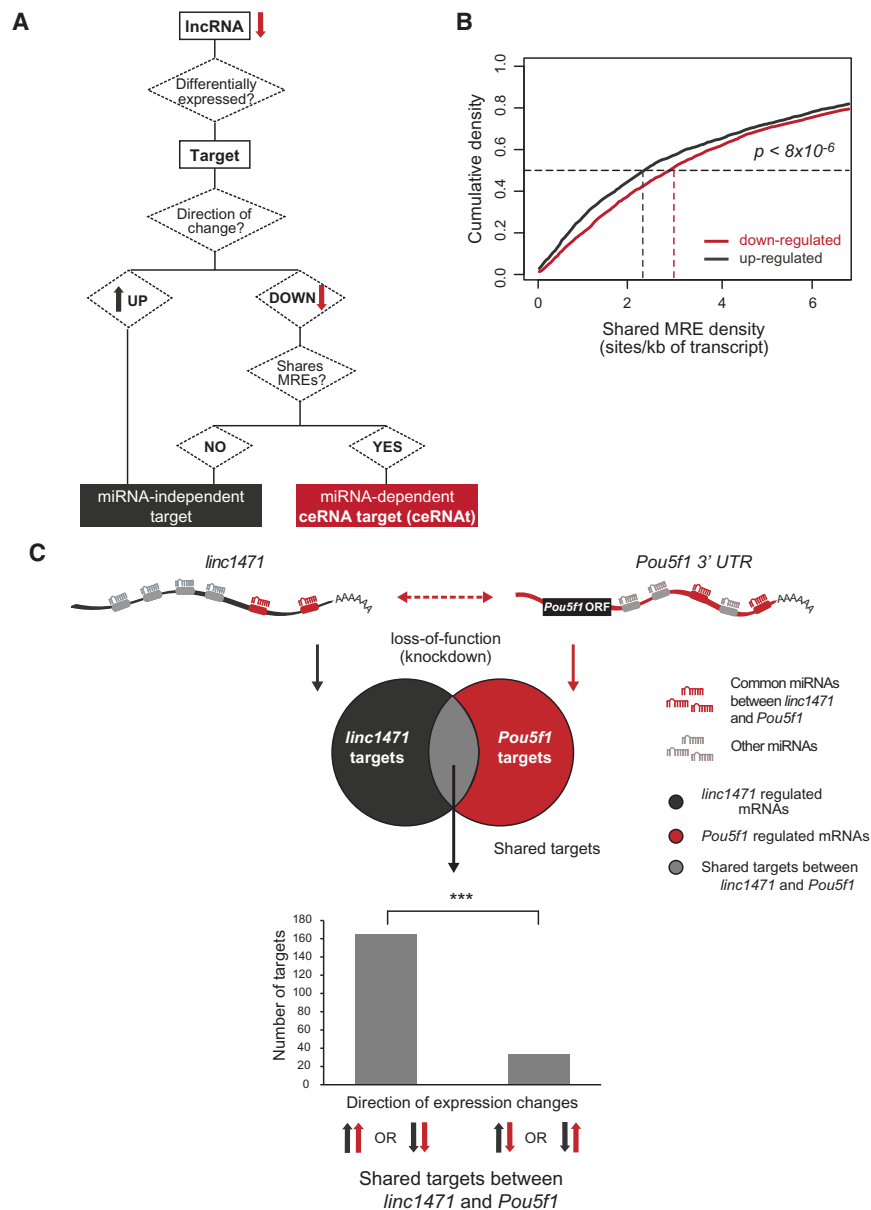 A
lncRNA
Differentially
expressed?
Target
Direction of
change?
UP
DOWN
Shares
MREs?
NO
YES
miRNA-independent
target
miRNA-dependent
ceRNA target (ceRNAt)
B
Cumulative density
1.0
0.8
0.6
0.4
0.2
0.0
p < 8x10-6
down-regulated
up-regulated
0
2
4
6
Shared MRE density
(sites/kb of transcript)
C
linc1471
AAAAAA
Pou5f1 3' UTR
Pou5f1 ORF
AAAAAA
loss-of-function
(knockdown)
linc1471
targets
Pou5f1
targets
Shared targets
Common miRNAs
between linc1471
and Pou5f1
Other miRNAs
linc1471 regulated
mRNAs
Pou5f1 regulated mRNAs
Shared targets between
linc1471 and Pou5f1
***
Number of targets
180
160
140
120
100
80
60
40
20
0
Direction of expression changes
OR
OR
Shared targets between
linc1471 and Pou5f1